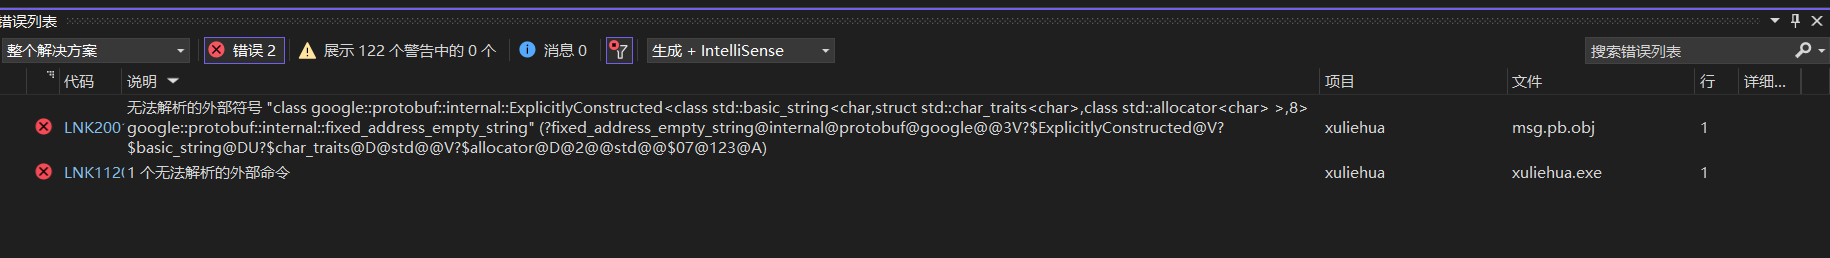 错误列表
整个解决方案
错误 2
展示 122 个警告中的 0 个
消息 0
生成 + IntelliSense
搜索错误列表
代码 说明 项目 文件 行 详细...
无法解析的外部符号 "class google::protobuf::internal::ExplicitlyConstructed<class std::basic_string<char,struct std::char_traits<char>,class std::allocator<char> >,8>
LNK200 google::protobuf::internal::fixed_address_empty_string" (?fixed_address_empty_string@internal@protobuf@google@@3V? xuliehua msg.pb.obj 1
$ExplicitlyConstructed@V?
$basic_string@DU?$char_traits@D@std@@V?$allocator@D@2@@std@@$07@123@A)
LNK112 1 个无法解析的外部命令 xuliehua xuliehua.exe 1